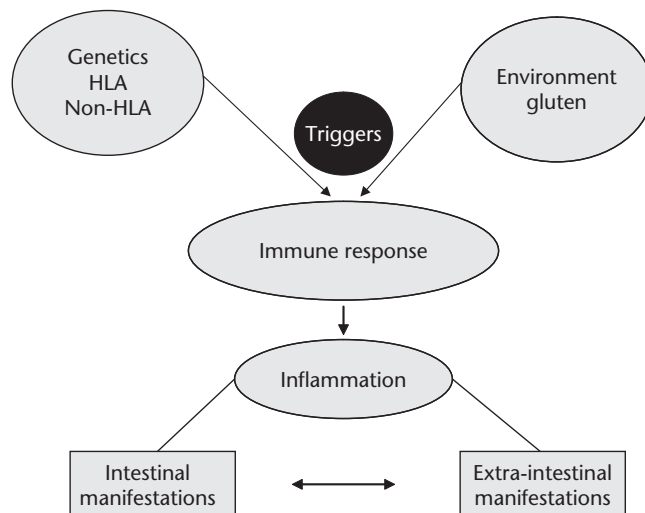 Genetics
HLA
Non-HLA
Environment
gluten
Triggers
Immune response
Inflammation
Intestinal
manifestations
Extra-intestinal
manifestations